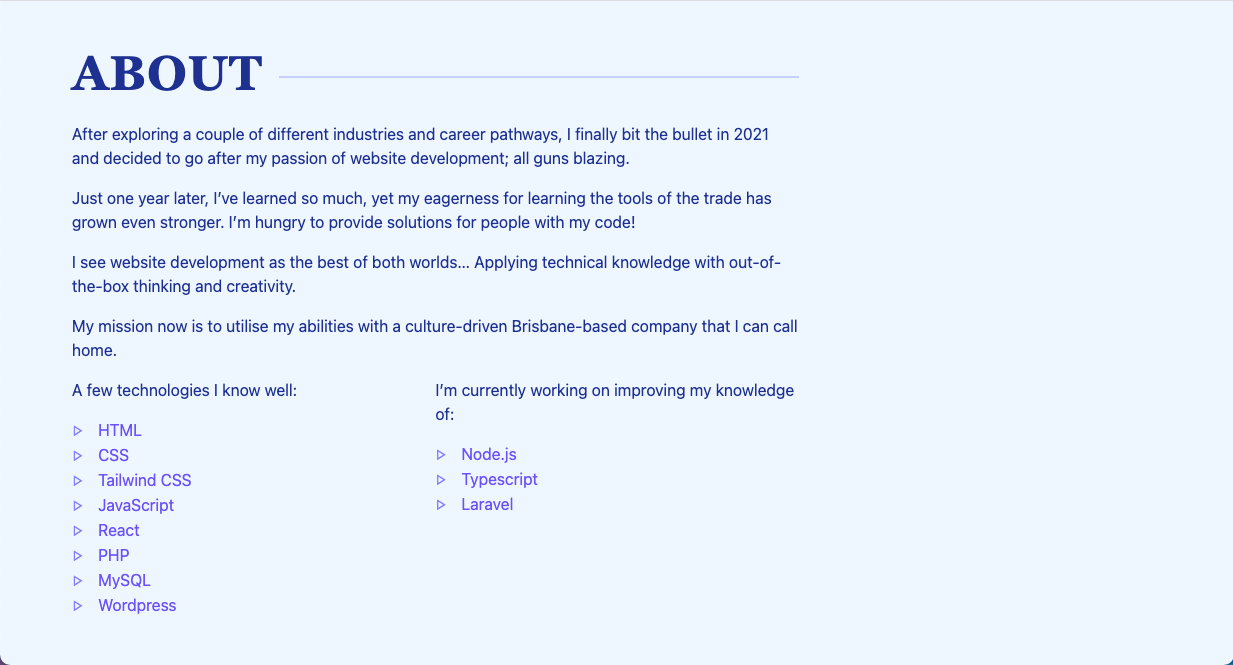 ABOUT
After exploring a couple of different industries and career pathways, I finally bit the bullet in 2021
and decided to go after my passion of website development; all guns blazing.
Just one year later, I’ve learned so much, yet my eagerness for learning the tools of the trade has
grown even stronger. I’m hungry to provide solutions for people with my code!
I see website development as the best of both worlds... Applying technical knowledge with out-of-
the-box thinking and creativity.
My mission now is to utilise my abilities with a culture-driven Brisbane-based company that I can call
home.
A few technologies I know well:
HTML
CSS
Tailwind CSS
JavaScript
React
PHP
MySQL
Wordpress
I’m currently working on improving my knowledge
of:
Node.js
Typescript
Laravel